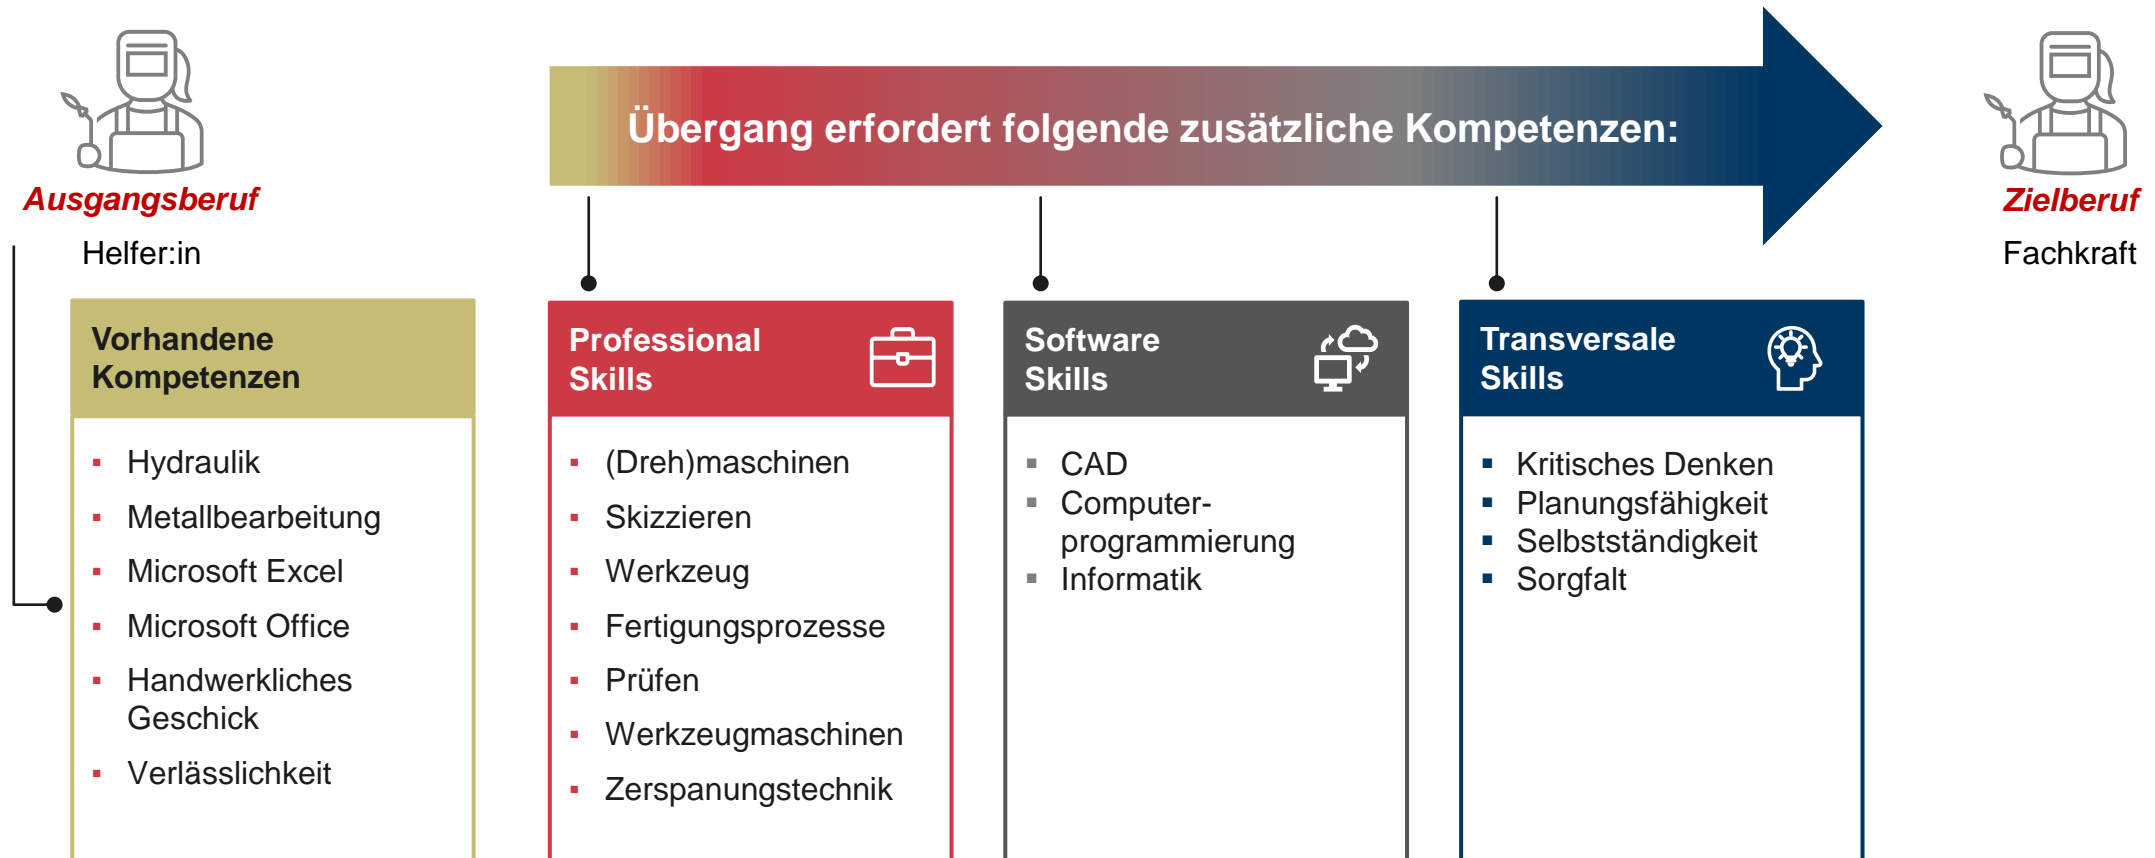 Übergang erfordert folgende zusätzliche Kompetenzen:
Ausgangsberuf
Helfer:in
Zielberuf
Fachkraft
Vorhandene
Kompetenzen
▪ Hydraulik
▪ Metallbearbeitung
▪ Microsoft Excel
▪ Microsoft Office
▪ Handwerkliches
Geschick
▪ Verlässlichkeit
Professional
Skills
▪ (Dreh)maschinen
▪ Skizzieren
▪ Werkzeug
▪ Fertigungsprozesse
▪ Prüfen
▪ Werkzeugmaschinen
▪ Zerspanungstechnik
Software
Skills
▪ CAD
▪ Computer-
programmierung
▪ Informatik
Transversale
Skills
▪ Kritisches Denken
▪ Planungsfähigkeit
▪ Selbstständigkeit
▪ Sorgfalt